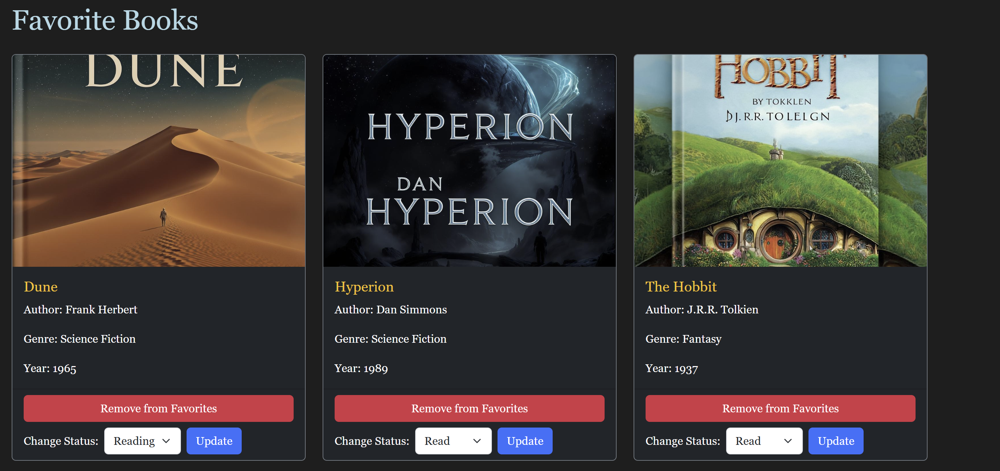 Favorite Books
DUNE
HYPERION
DAN
HYPERION
HOBBIT
BY TOKKLEN
J.R.R. TO LELGN
Dune
Author: Frank Herbert
Genre: Science Fiction
Year: 1965
Remove from Favorites
Change Status: Reading Update
Hyperion
Author: Dan Simmons
Genre: Science Fiction
Year: 1989
Remove from Favorites
Change Status: Read Update
The Hobbit
Author: J.R.R. Tolkien
Genre: Fantasy
Year: 1937
Remove from Favorites
Change Status: Read Update